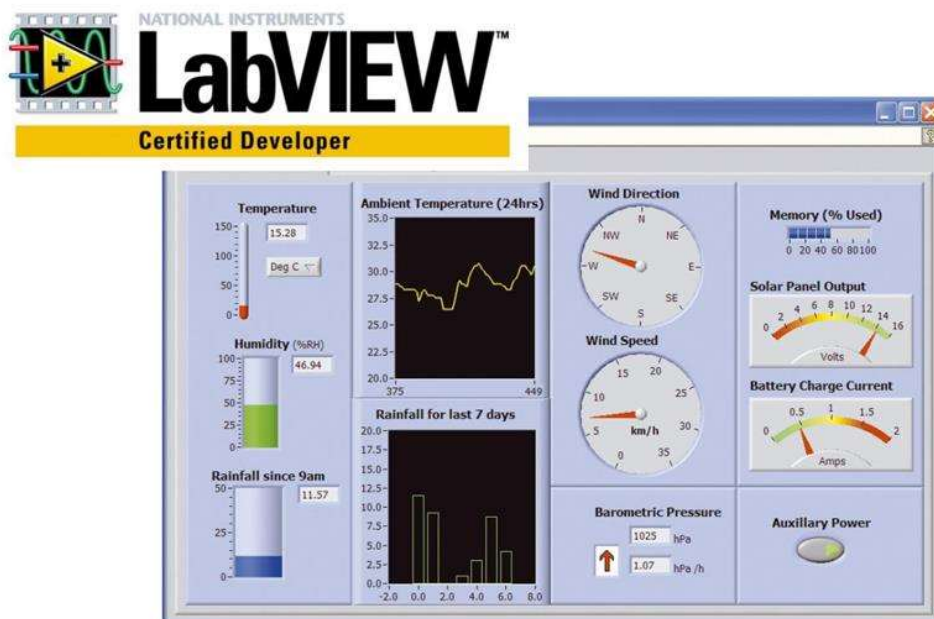 NATIONAL INSTRUMENTS
LabVIEW™
Certified Developer
Temperature
150
100
50
0
15.28
Deg C
Humidity (%RH)
100
75
50
25
0
46.94
Rainfall since 9am
50
0
11.57
Ambient Temperature (24hrs)
35.0
32.5
30.0
27.5
25.0
22.5
20.0
375 449
Rainfall for last 7 days
20.0
17.5
15.0
12.5
10.0
7.5
5.0
2.5
0.0
-2.0 0.0 2.0 4.0 6.0 8.0
Wind Direction
N
NW NE
W E
SW SE
S
Wind Speed
15 20
10 25
5 30
0 35
km/h
Barometric Pressure
1025 hPa
1.07 hPa /h
Memory (% Used)
0 20 40 60 80 100
Solar Panel Output
0 2 4 6 8 10 12 14 16
Volts
Battery Charge Current
0 0.5 1 1.5 2
Amps
Auxillary Power